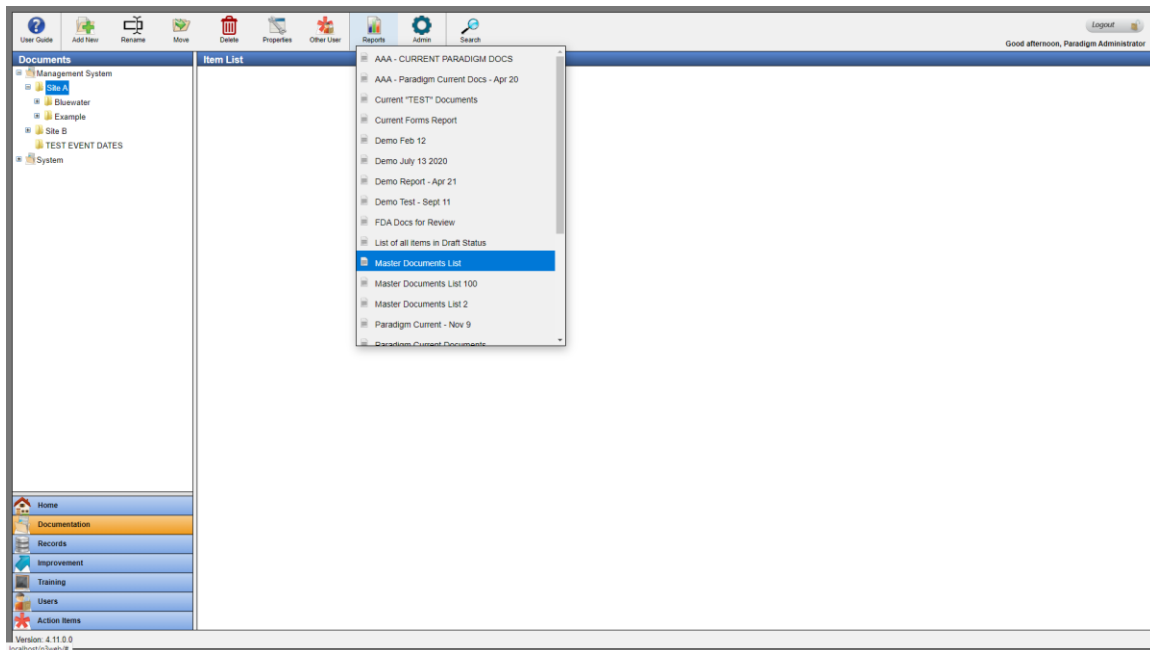 User Guide Add New Rename Move Delete Properties Other User Reports Admin Search
Logout
Good afternoon, Paradigm Administrator
Documents
Management System
Site A
Bluewater
Example
Site B
TEST EVENT DATES
System
Item List
AAA - CURRENT PARADIGM DOCS
AAA - Paradigm Current Docs - Apr 20
Current "TEST" Documents
Current Forms Report
Demo Feb 12
Demo July 13 2020
Demo Report - Apr 21
Demo Test - Sept 11
FDA Docs for Review
List of all items in Draft Status
Master Documents List
Master Documents List 100
Master Documents List 2
Paradigm Current - Nov 9
Paradigm Current Documents
Home
Documentation
Records
Improvement
Training
Users
Action Items
Version: 4.11.0.0